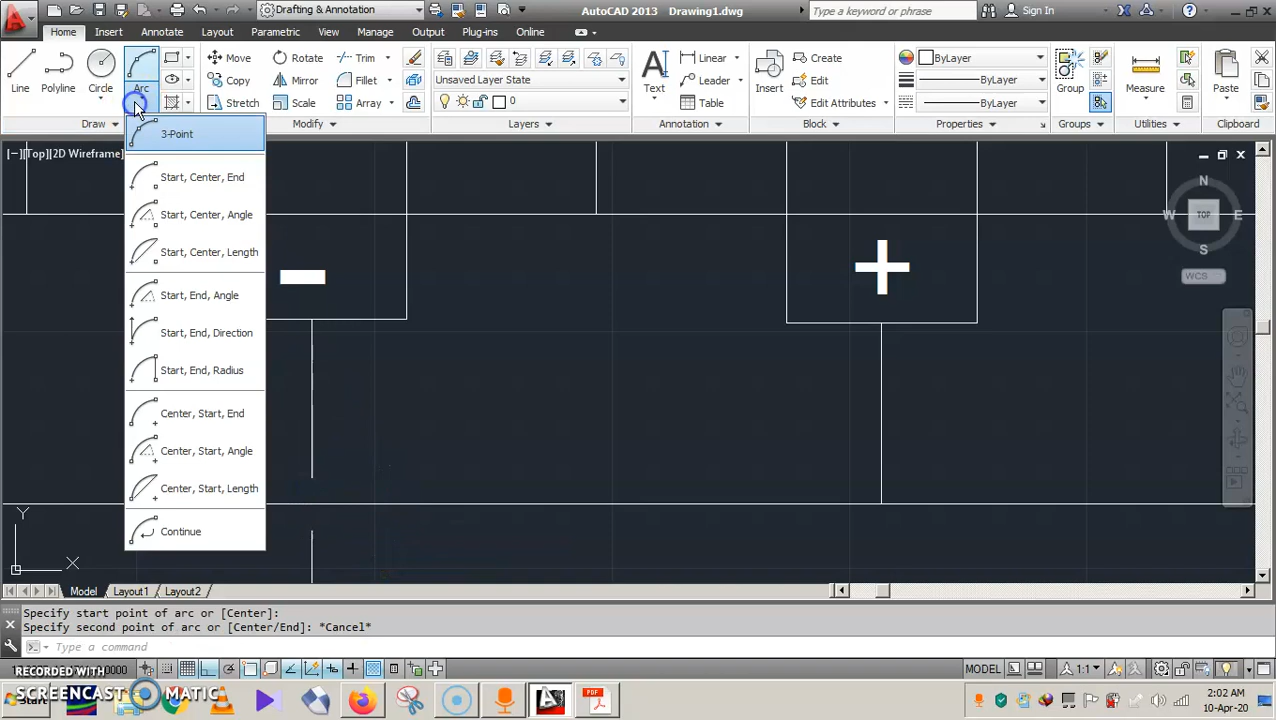 Drafting & Annotation
AutoCAD 2013 Drawing1.dwg
Type a keyword or phrase
Sign In
Home Insert Annotate Layout Parametric View Manage Output Plug-ins Online
Line
Polyline
Circle
Arc
Move
Copy
Stretch
Rotate
Mirror
Scale
Trim
Fillet
Array
Unsaved Layer State
0
A
Text
Linear
Leader
Table
Insert
Create
Edit
ByLayer
ByLayer
ByLayer
Group
Measure
Paste
Draw
Modify
Layers
Annotation
Block
Properties
Groups
Utilities
Clipboard
[−][Top][2D Wireframe]
3-Point
Start, Center, End
Start, Center, Angle
Start, Center, Length
Start, End, Angle
Start, End, Direction
Start, End, Radius
Center, Start, End
Center, Start, Angle
Center, Start, Length
Continue
N
W TOP E
S
WCS
Y
X
Model Layout1 Layout2
Specify start point of arc or [Center]:
Specify second point of arc or [Center/End]: *Cancel*
Type a command
MODEL
1:1
RECORDED WITH
SCREENCAST MATIC
Start
PDF
2:02 AM
10-Apr-20